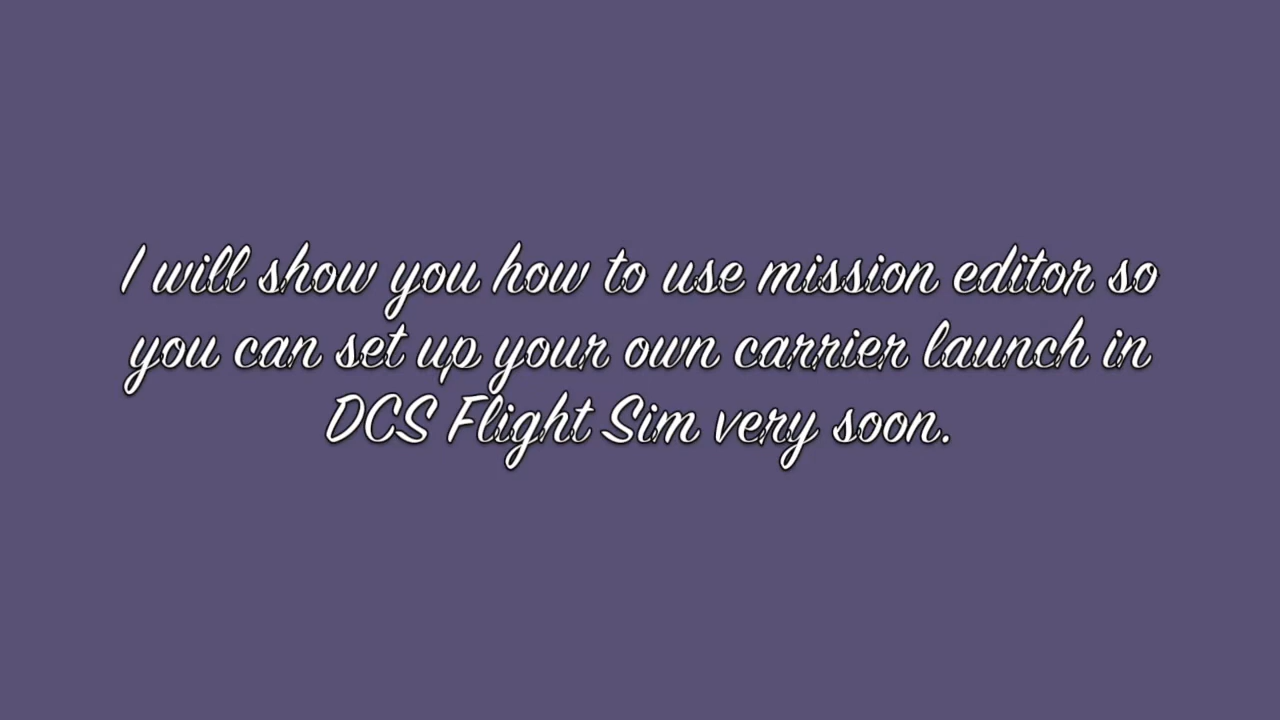 I will show you how to use mission editor so
you can set up your own carrier launch in
DCS Flight Sim very soon.